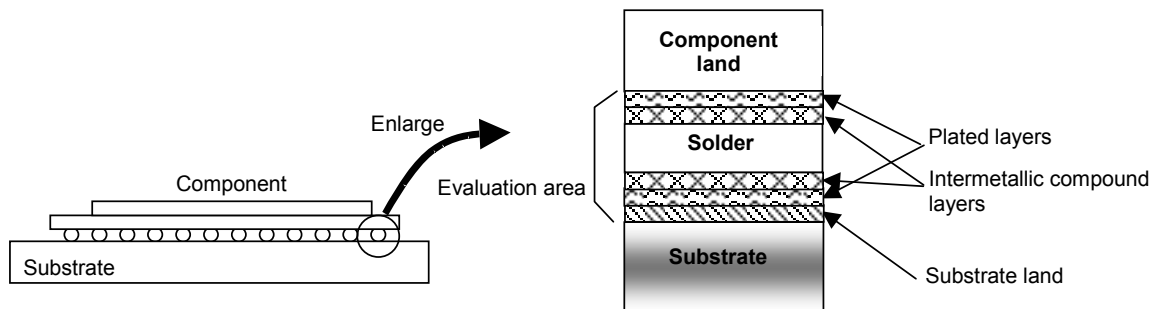 Component
land
Enlarge
Solder
Plated layers
Component
Evaluation area
Intermetallic compound
layers
Substrate
Substrate
Substrate land